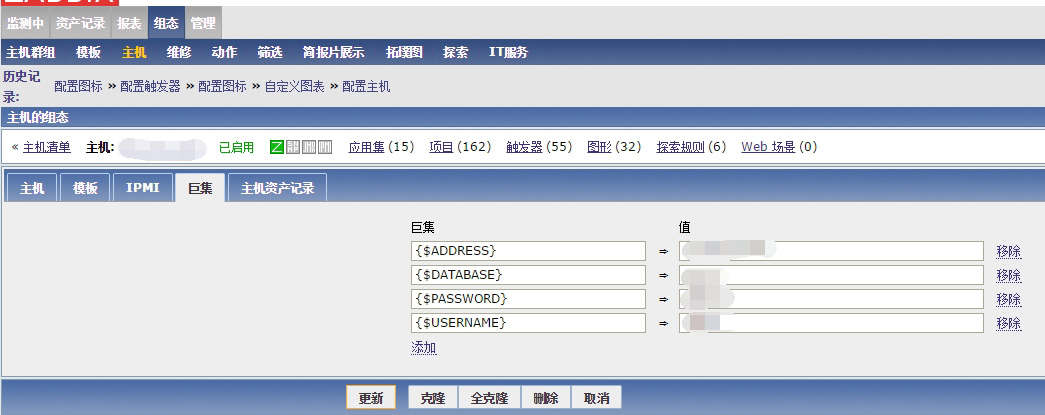 监测中 资产记录 报表 组态 管理
主机群组 模板 主机 维修 动作 筛选 简报片展示 拓墣图 探索 IT服务
历史记录: 配置图标 » 配置触发器 » 配置图标 » 自定义图表 » 配置主机
主机的组态
« 主机清单 主机: 已启用 应用集 (15) 项目 (162) 触发器 (55) 图形 (32) 探索规则 (6) Web 场景 (0)
主机 模板 IPMI 巨集 主机资产记录
巨集 值
{$ADDRESS} ⇒ 移除
{$DATABASE} ⇒ 移除
{$PASSWORD} ⇒ 移除
{$USERNAME} ⇒ 移除
添加
更新 克隆 全克隆 删除 取消